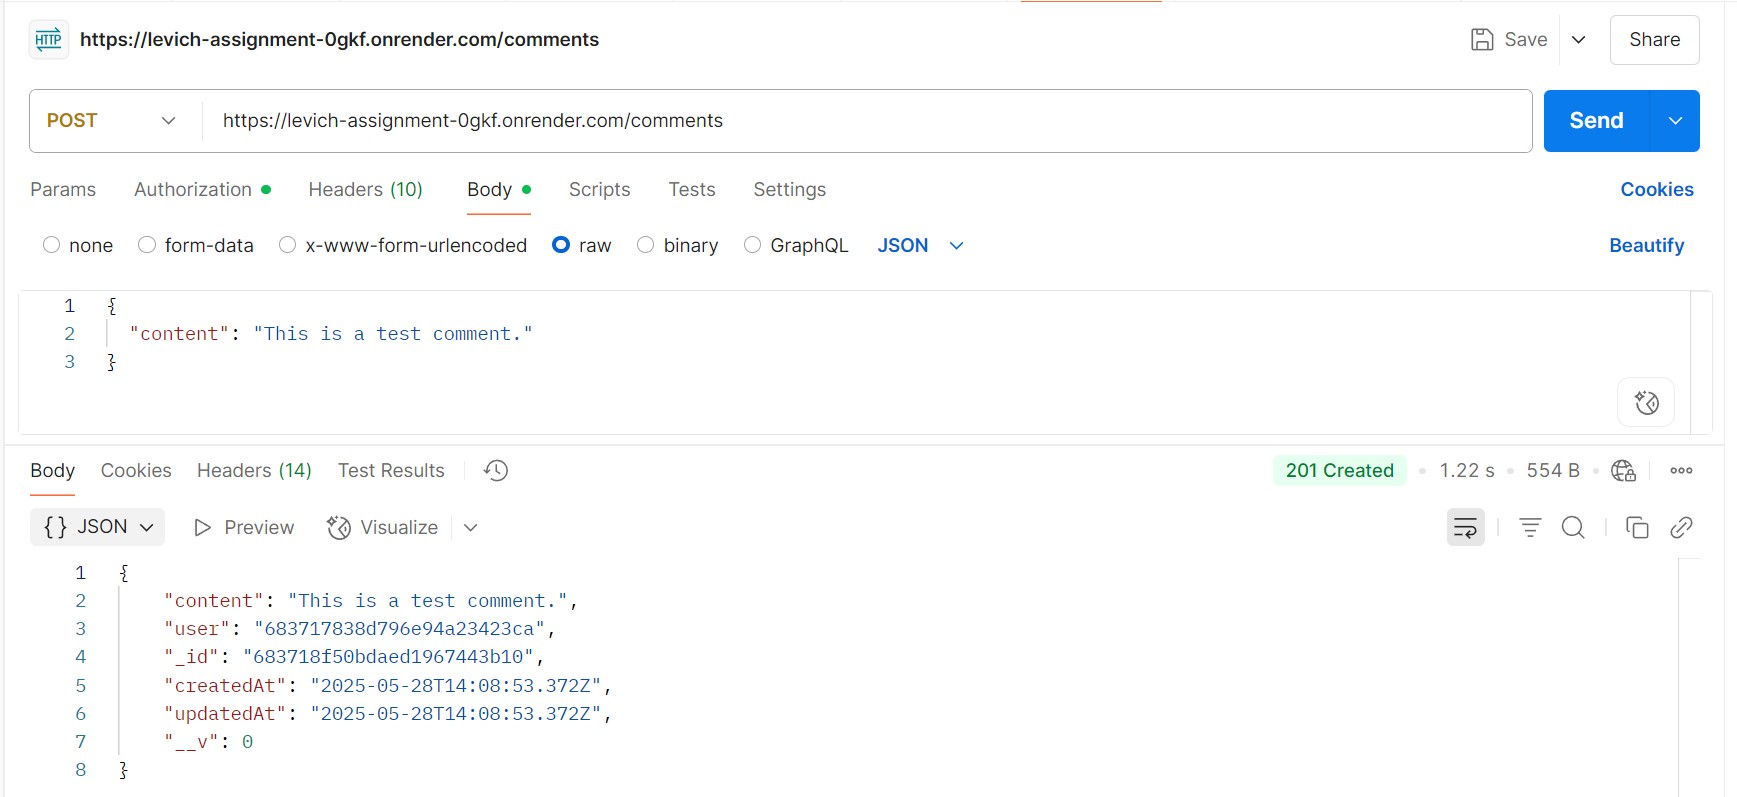 HTTP https://levich-assignment-0gkf.onrender.com/comments Save Share
POST https://levich-assignment-0gkf.onrender.com/comments Send
Params Authorization Headers (10) Body Scripts Tests Settings Cookies
none form-data x-www-form-urlencoded raw binary GraphQL JSON Beautify
1 {
2 "content": "This is a test comment."
3 }
Body Cookies Headers (14) Test Results 201 Created 1.22 s 554 B
{} JSON Preview Visualize
1 {
2 "content": "This is a test comment.",
3 "user": "683717838d796e94a23423ca",
4 "_id": "683718f50bdaed1967443b10",
5 "createdAt": "2025-05-28T14:08:53.372Z",
6 "updatedAt": "2025-05-28T14:08:53.372Z",
7 "__v": 0
8 }